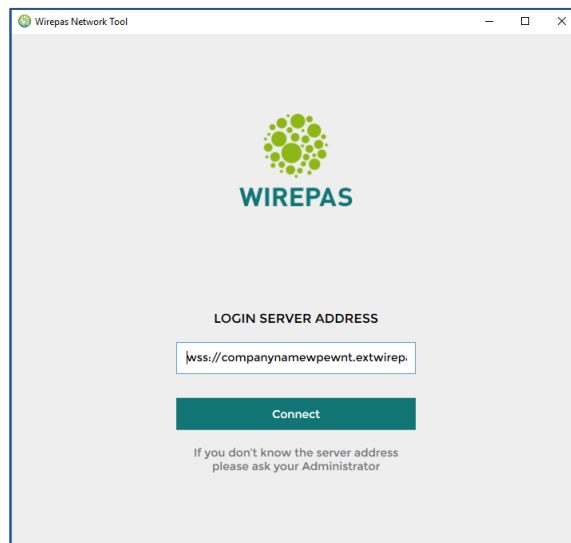 Wirepas Network Tool
WIREPAS
LOGIN SERVER ADDRESS
wss://companynamewpewnt.extwirepa
Connect
If you don't know the server address
please ask your Administrator